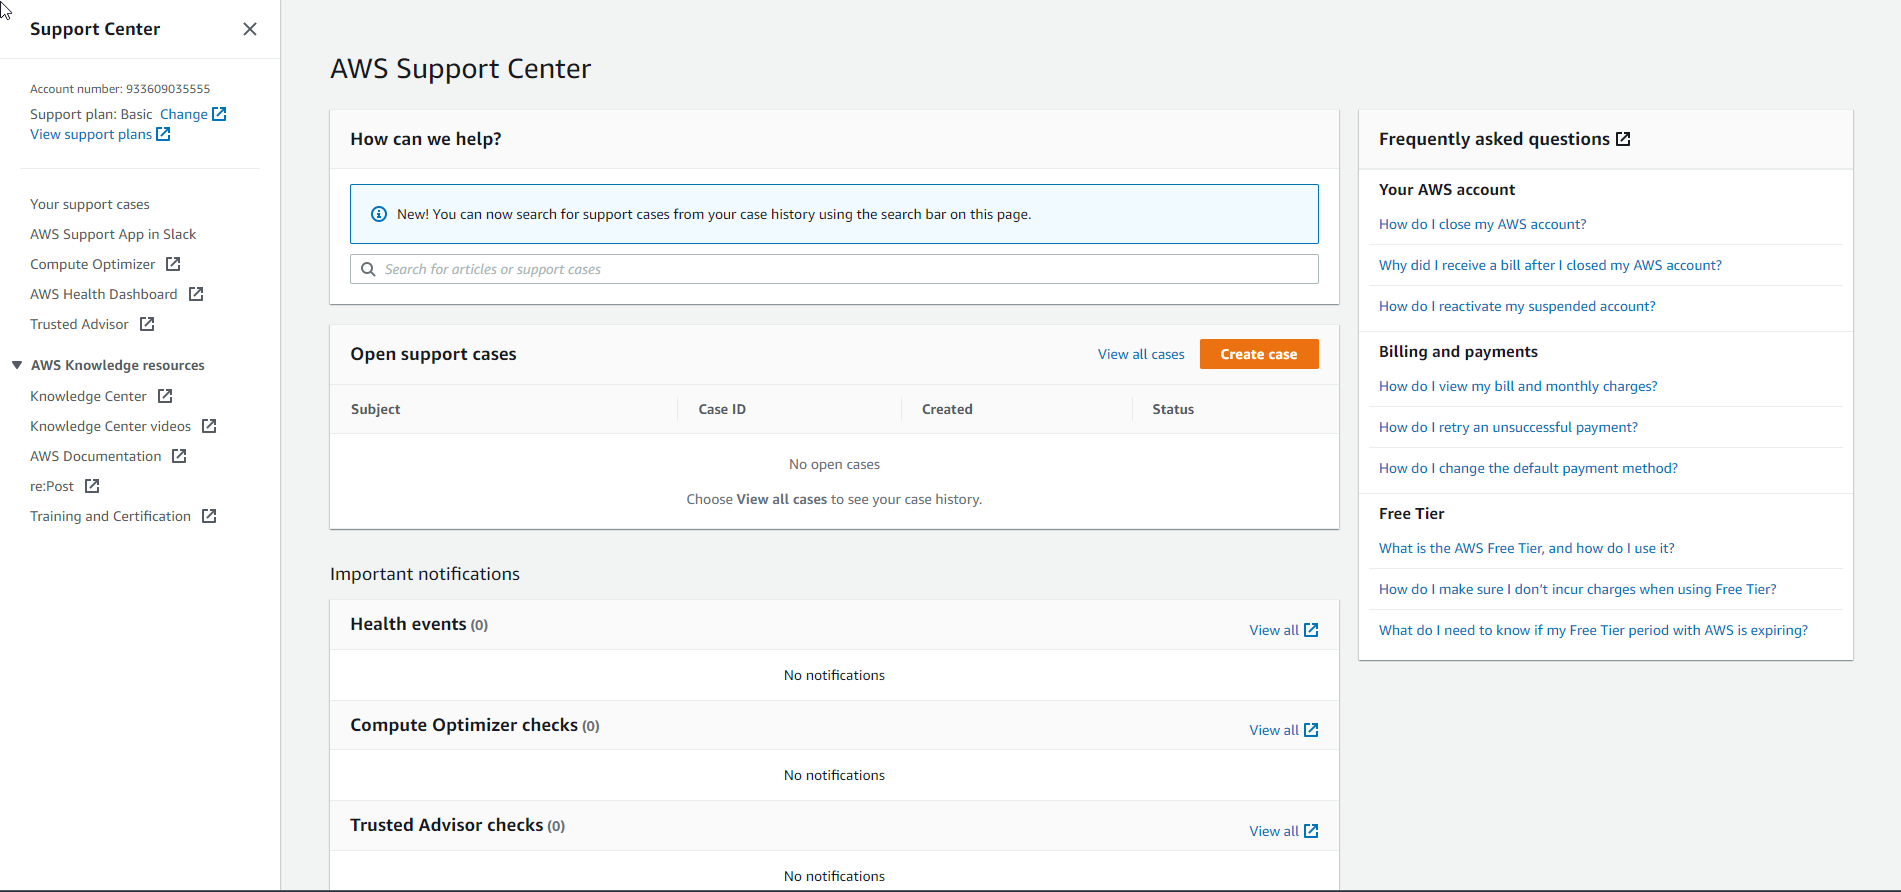 Support Center
Account number: 933609035555
Support plan: Basic Change
View support plans
Your support cases
AWS Support App in Slack
Compute Optimizer
AWS Health Dashboard
Trusted Advisor
AWS Knowledge resources
Knowledge Center
Knowledge Center videos
AWS Documentation
re:Post
Training and Certification
AWS Support Center
How can we help?
New! You can now search for support cases from your case history using the search bar on this page.
Search for articles or support cases
Open support cases
View all cases
Create case
Subject Case ID Created Status
No open cases
Choose View all cases to see your case history.
Important notifications
Health events (0)
View all
No notifications
Compute Optimizer checks (0)
View all
No notifications
Trusted Advisor checks (0)
View all
No notifications
Frequently asked questions
Your AWS account
How do I close my AWS account?
Why did I receive a bill after I closed my AWS account?
How do I reactivate my suspended account?
Billing and payments
How do I view my bill and monthly charges?
How do I retry an unsuccessful payment?
How do I change the default payment method?
Free Tier
What is the AWS Free Tier, and how do I use it?
How do I make sure I don’t incur charges when using Free Tier?
What do I need to know if my Free Tier period with AWS is expiring?